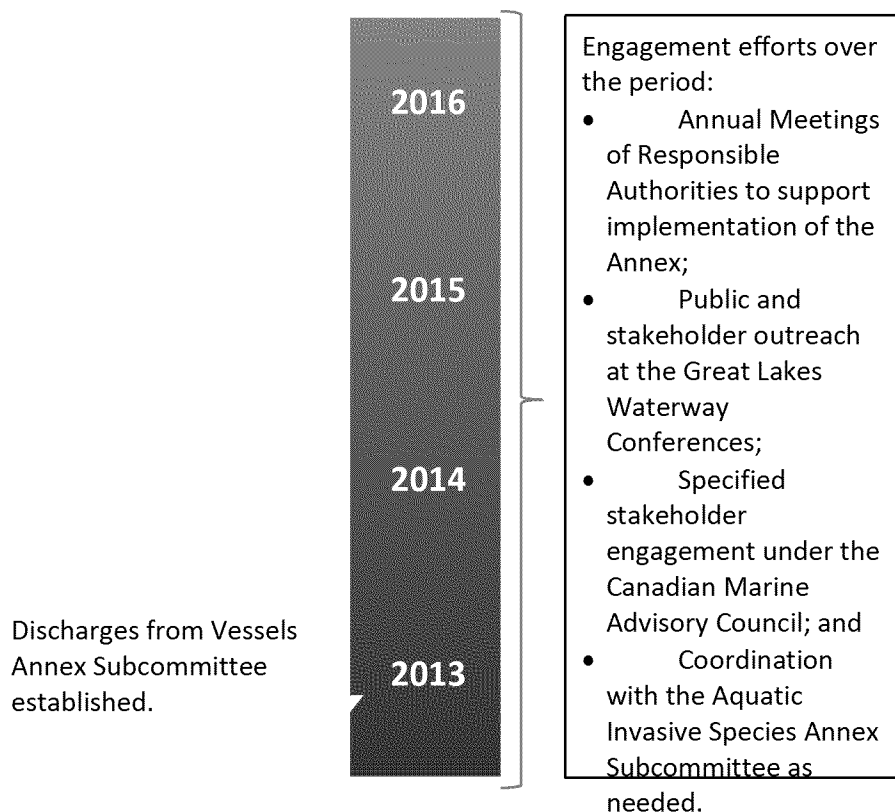 2016
2015
2014
2013
Discharges from Vessels
Annex Subcommittee
established.
Engagement efforts over
the period:
• Annual Meetings
of Responsible
Authorities to support
implementation of the
Annex;
• Public and
stakeholder outreach
at the Great Lakes
Waterway
Conferences;
• Specified
stakeholder
engagement under the
Canadian Marine
Advisory Council; and
• Coordination
with the Aquatic
Invasive Species Annex
Subcommittee as
needed.